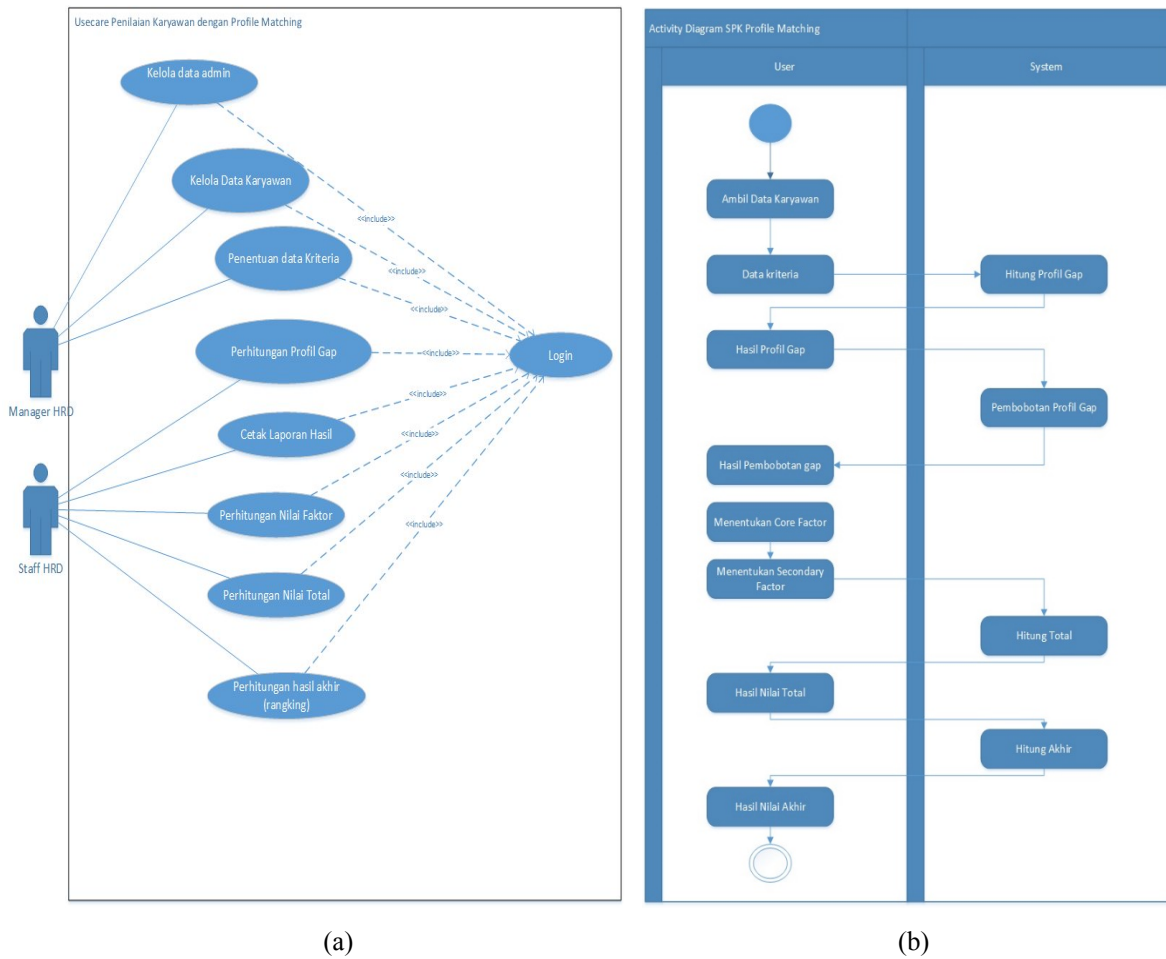 Usecare Penilaian Karyawan dengan Profile Matching
Kelola data admin
Kelola Data Karyawan
<<include>>
Penentuan data Kriteria
<<include>>
<<include>>
Manager HRD
Perhitungan Profil Gap
<<include>>
Login
<<include>>
Cetak Laporan Hasil
<<include>>
<<include>>
Staff HRD
Perhitungan Nilai Faktor
<<include>>
Perhitungan Nilai Total
Perhitungan hasil akhir
(rangking)
(a)
Activity Diagram SPK Profile Matching
User
System
Ambil Data Karyawan
Data kriteria
Hitung Profil Gap
Hasil Profil Gap
Pembobotan Profil Gap
Hasil Pembobotan gap
Menentukan Core Factor
Menentukan Secondary
Factor
Hitung Total
Hasil Nilai Total
Hitung Akhir
Hasil Nilai Akhir
(b)